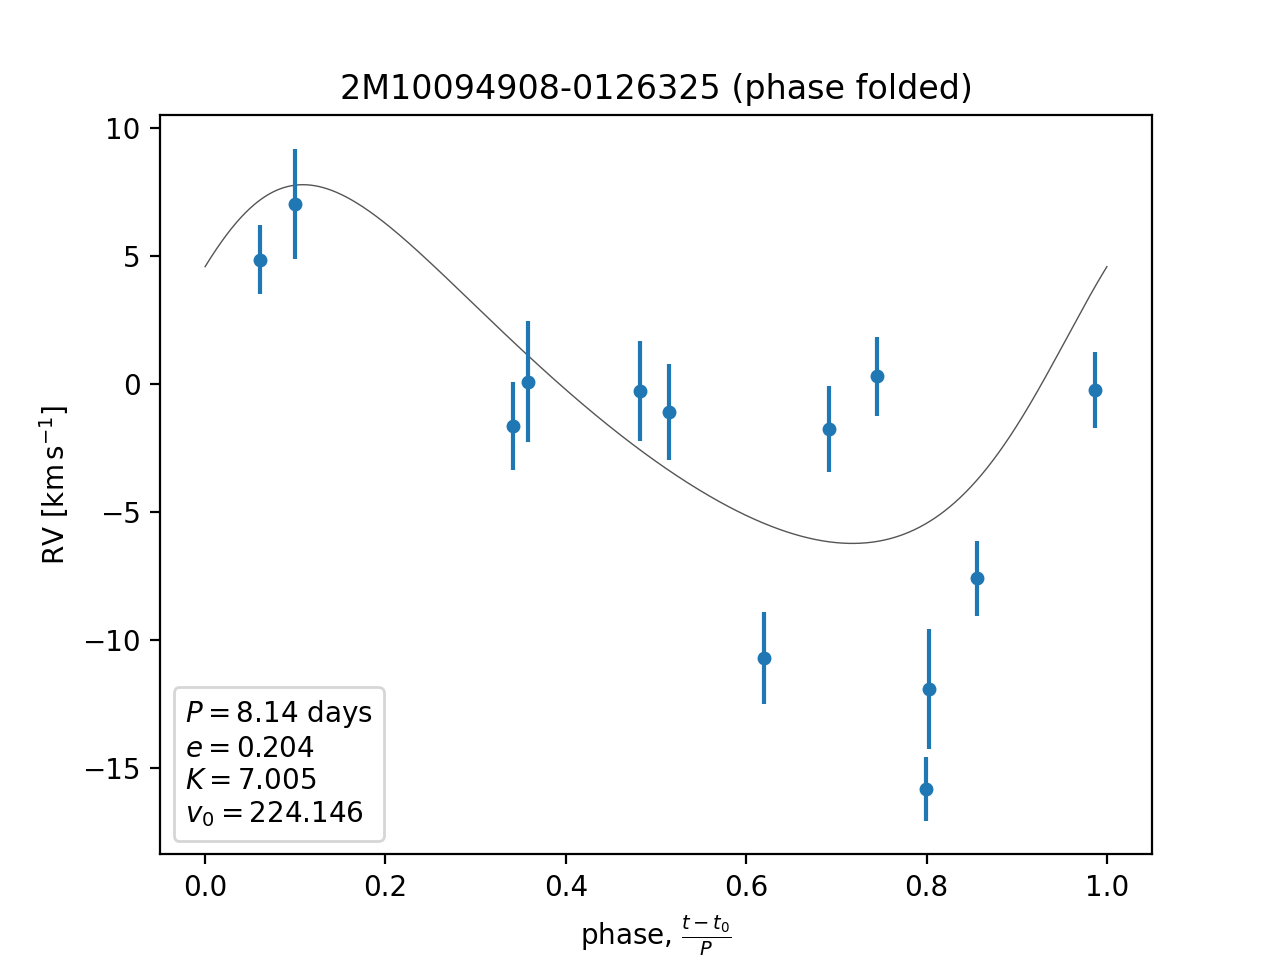 2M10094908-0126325 (phase folded)
10
5
0
−5
−10
−15
RV [km s⁻¹]
P = 8.14 days
e = 0.204
K = 7.005
v₀ = 224.146
0.0 0.2 0.4 0.6 0.8 1.0
phase, (t − t₀)/P